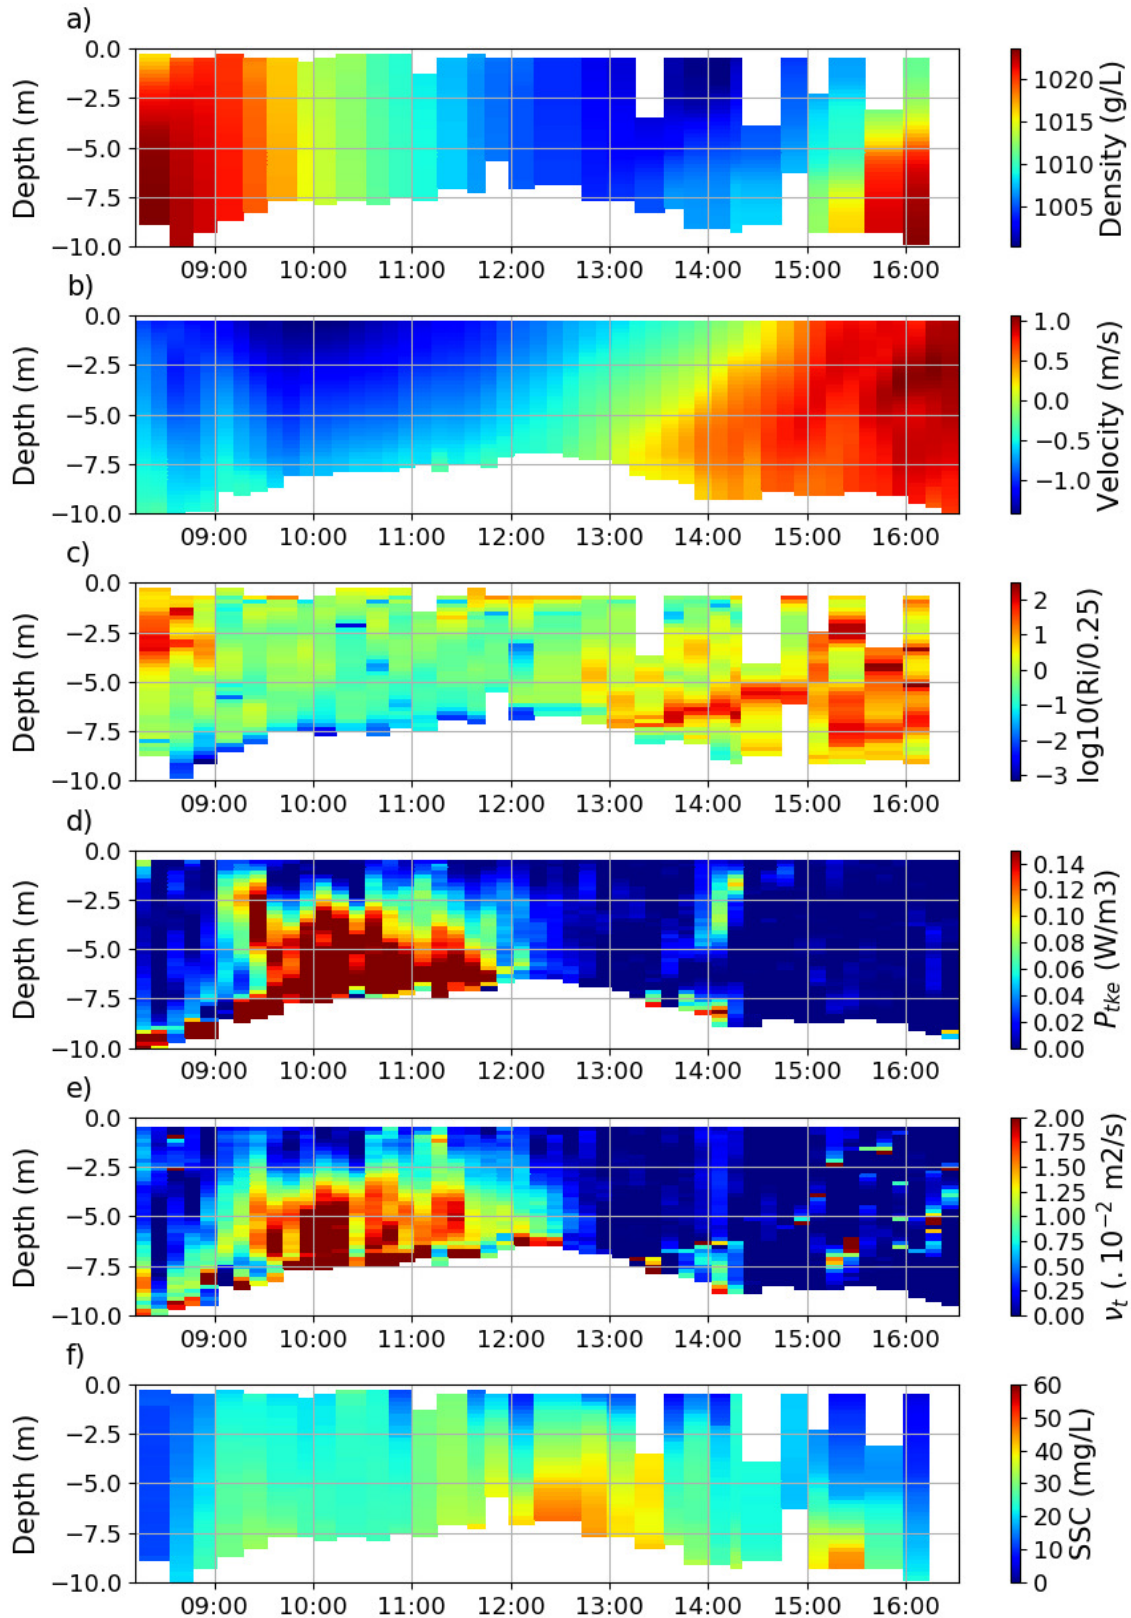 a)
0.0
−2.5
−5.0
−7.5
−10.0
Depth (m)
09:00 10:00 11:00 12:00 13:00 14:00 15:00 16:00
1020
1015
1010
1005
Density (g/L)
b)
0.0
−2.5
−5.0
−7.5
−10.0
Depth (m)
09:00 10:00 11:00 12:00 13:00 14:00 15:00 16:00
1.0
0.5
0.0
−0.5
−1.0
Velocity (m/s)
c)
0.0
−2.5
−5.0
−7.5
−10.0
Depth (m)
09:00 10:00 11:00 12:00 13:00 14:00 15:00 16:00
2
1
0
−1
−2
−3
log10(Ri/0.25)
d)
0.0
−2.5
−5.0
−7.5
−10.0
Depth (m)
09:00 10:00 11:00 12:00 13:00 14:00 15:00 16:00
0.14
0.12
0.10
0.08
0.06
0.04
0.02
0.00
P_tke (W/m3)
e)
0.0
−2.5
−5.0
−7.5
−10.0
Depth (m)
09:00 10:00 11:00 12:00 13:00 14:00 15:00 16:00
2.00
1.75
1.50
1.25
1.00
0.75
0.50
0.25
0.00
ν_t (. 10⁻² m2/s)
f)
0.0
−2.5
−5.0
−7.5
−10.0
Depth (m)
09:00 10:00 11:00 12:00 13:00 14:00 15:00 16:00
60
50
40
30
20
10
0
SSC (mg/L)